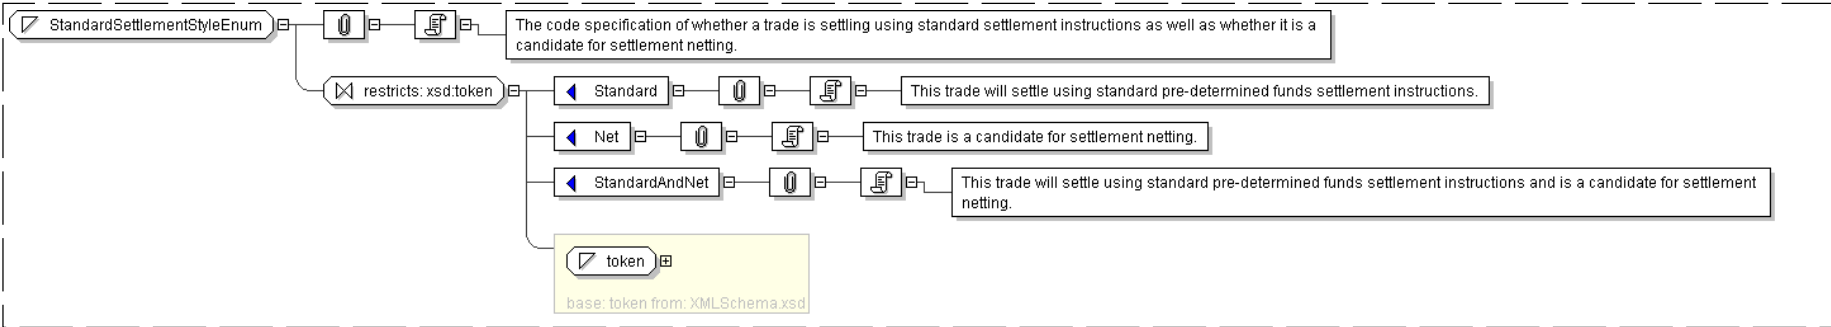 StandardSettlementStyleEnum
The code specification of whether a trade is settling using standard settlement instructions as well as whether it is a
candidate for settlement netting.
restricts: xsd:token
Standard
This trade will settle using standard pre-determined funds settlement instructions.
Net
This trade is a candidate for settlement netting.
StandardAndNet
This trade will settle using standard pre-determined funds settlement instructions and is a candidate for settlement
netting.
token
base: token from: XMLSchema.xsd